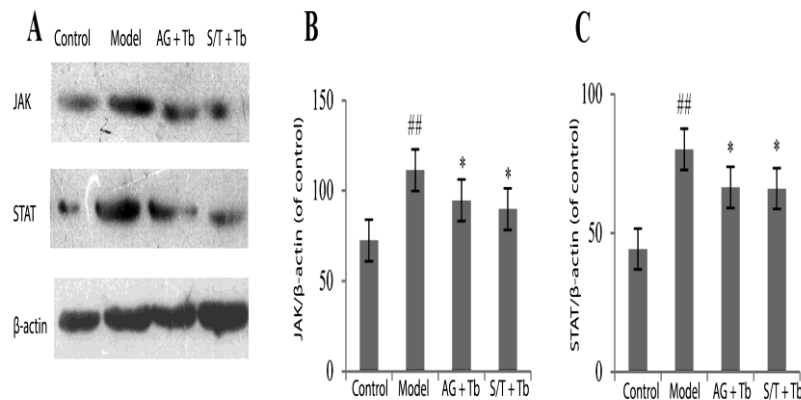 A
Control Model AG + Tb S/T + Tb
JAK
STAT
β-actin
B
JAK/β-actin (of control)
150
100
50
0
##
*
*
Control Model AG + Tb S/T + Tb
C
STAT/β-actin (of control)
100
50
0
##
*
*
Control Model AG + Tb S/T + Tb